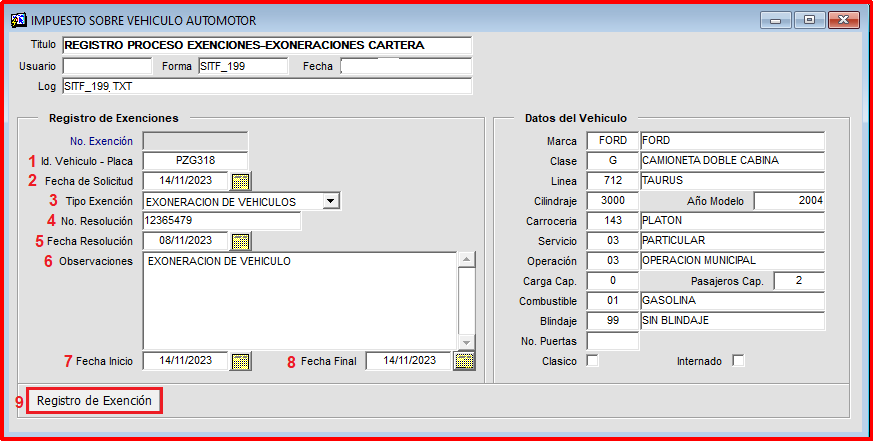 IMPUESTO SOBRE VEHICULO AUTOMOTOR
Titulo REGISTRO PROCESO EXENCIONES-EXONERACIONES CARTERA
Usuario Forma SITF_199 Fecha
Log SITF_199.TXT
Registro de Exenciones
No. Exención
1 Id. Vehiculo - Placa PZG318
2 Fecha de Solicitud 14/11/2023
3 Tipo Exención EXONERACION DE VEHICULOS
4 No. Resolución 12365479
5 Fecha Resolución 08/11/2023
6 Observaciones EXONERACION DE VEHICULO
7 Fecha Inicio 14/11/2023 8 Fecha Final 14/11/2023
Datos del Vehiculo
Marca FORD FORD
Clase G CAMIONETA DOBLE CABINA
Linea 712 TAURUS
Cilindraje 3000 Año Modelo 2004
Carroceria 143 PLATON
Servicio 03 PARTICULAR
Operación 03 OPERACION MUNICIPAL
Carga Cap. 0 Pasajeros Cap. 2
Combustible 01 GASOLINA
Blindaje 99 SIN BLINDAJE
No. Puertas
Clasico Internado
9 Registro de Exención